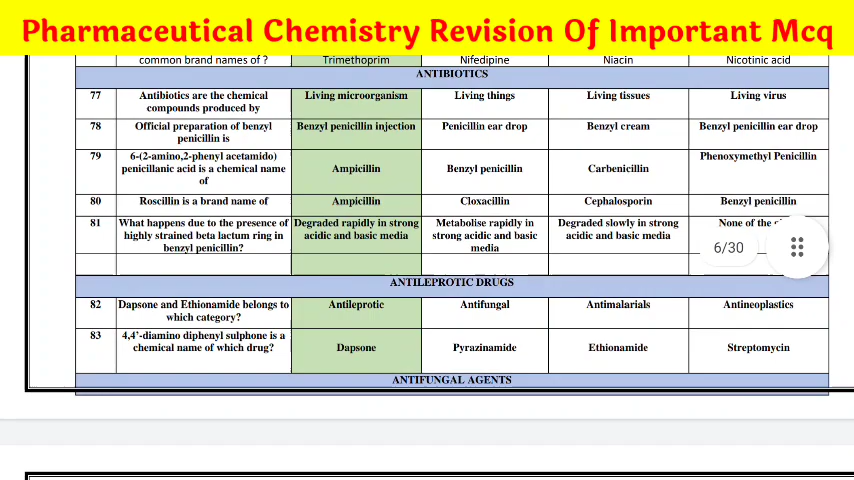 Pharmaceutical Chemistry Revision Of Important Mcq
common brand names of ? Trimethoprim Nifedipine Niacin Nicotinic acid
ANTIBIOTICS
77 Antibiotics are the chemical compounds produced by Living microorganism Living things Living tissues Living virus
78 Official preparation of benzyl penicillin is Benzyl penicillin injection Penicillin ear drop Benzyl cream Benzyl penicillin ear drop
79 6-(2-amino,2-phenyl acetamido) penicillanic acid is a chemical name of Ampicillin Benzyl penicillin Carbenicillin Phenoxymethyl Penicillin
80 Roscillin is a brand name of Ampicillin Cloxacillin Cephalosporin Benzyl penicillin
81 What happens due to the presence of highly strained beta lactum ring in benzyl penicillin? Degraded rapidly in strong acidic and basic media Metabolise rapidly in strong acidic and basic media Degraded slowly in strong acidic and basic media None of the
6/30
ANTILEPROTIC DRUGS
82 Dapsone and Ethionamide belongs to which category? Antileprotic Antifungal Antimalarials Antineoplastics
83 4,4’-diamino diphenyl sulphone is a chemical name of which drug? Dapsone Pyrazinamide Ethionamide Streptomycin
ANTIFUNGAL AGENTS